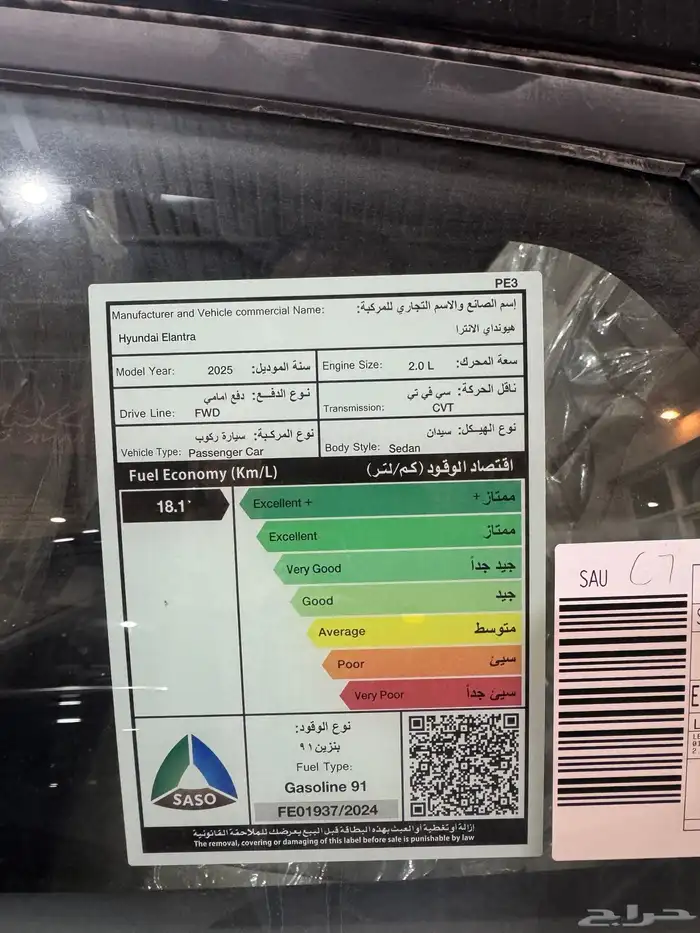 PE3
Manufacturer and Vehicle commercial Name: إسم الصانع والاسم التجاري للمركبة:
Hyundai Elantra هيونداي الانترا
Model Year: 2025 سنة الموديل:
Engine Size: 2.0 L سعة المحرك:
نوع الدفع: دفع امامي
Drive Line: FWD
ناقل الحركة: سي في تي
Transmission: CVT
نوع المركبة: سيارة ركوب
Vehicle Type: Passenger Car
نوع الهيكل: سيدان
Body Style: Sedan
Fuel Economy (Km/L) اقتصاد الوقود (كم/لتر)
18.1*
Excellent + ممتاز+
Excellent ممتاز
Very Good جيد جداً
Good جيد
Average متوسط
Poor سيئ
Very Poor سيئ جداً
نوع الوقود:
بنزين ٩١
Fuel Type:
Gasoline 91
FE01937/2024
SASO
إزالة أو تغطية أو العبث بهذه البطاقة قبل البيع يعرضك للملاحقة القانونية
The removal, covering or damaging of this label before sale is punishable by law
SAU C7
حراج